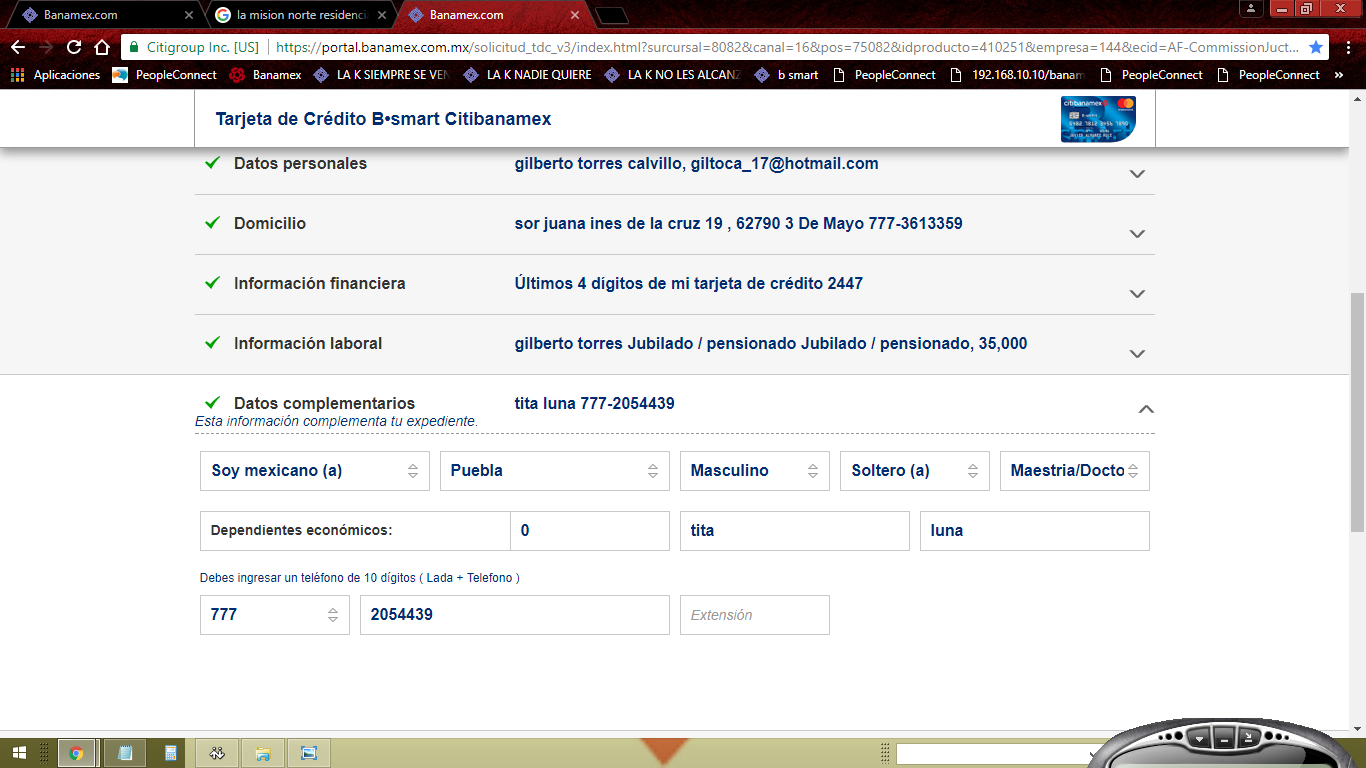 Banamex.com
la mision norte residenci
Banamex.com
Citigroup Inc. [US] https://portal.banamex.com.mx/solicitud_tdc_v3/index.html?surcursal=8082&canal=16&pos=75082&idproducto=410251&empresa=144&ecid=AF-CommissionJuct...
Aplicaciones PeopleConnect Banamex LA K SIEMPRE SE VEN LA K NADIE QUIERE LA K NO LES ALCANZ b smart PeopleConnect 192.168.10.10/banam PeopleConnect PeopleConnect »
Tarjeta de Crédito B•smart Citibanamex
citibanamex
Datos personales gilberto torres calvillo, giltoca_17@hotmail.com
Domicilio sor juana ines de la cruz 19 , 62790 3 De Mayo 777-3613359
Información financiera Últimos 4 dígitos de mi tarjeta de crédito 2447
Información laboral gilberto torres Jubilado / pensionado Jubilado / pensionado, 35,000
Datos complementarios tita luna 777-2054439
Esta información complementa tu expediente.
Soy mexicano (a) Puebla Masculino Soltero (a) Maestria/Docto
Dependientes económicos: 0 tita luna
Debes ingresar un teléfono de 10 dígitos ( Lada + Telefono )
777 2054439 Extensión